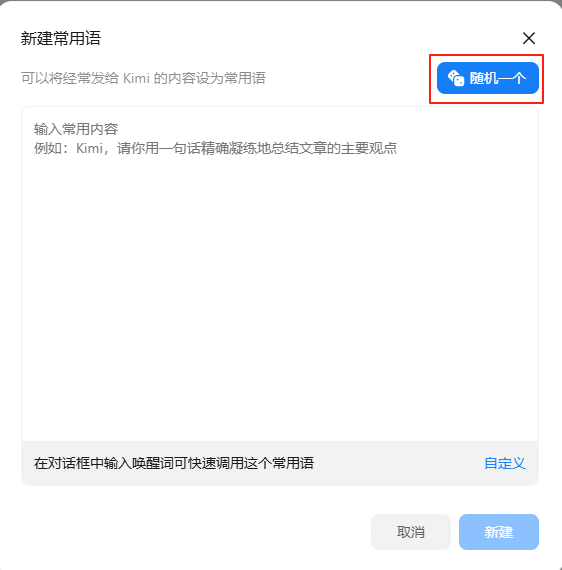 新建常用语
可以将经常发给 Kimi 的内容设为常用语
随机一个
输入常用内容
例如：Kimi，请你用一句话精确凝练地总结文章的主要观点
在对话框中输入唤醒词可快速调用这个常用语
自定义
取消
新建